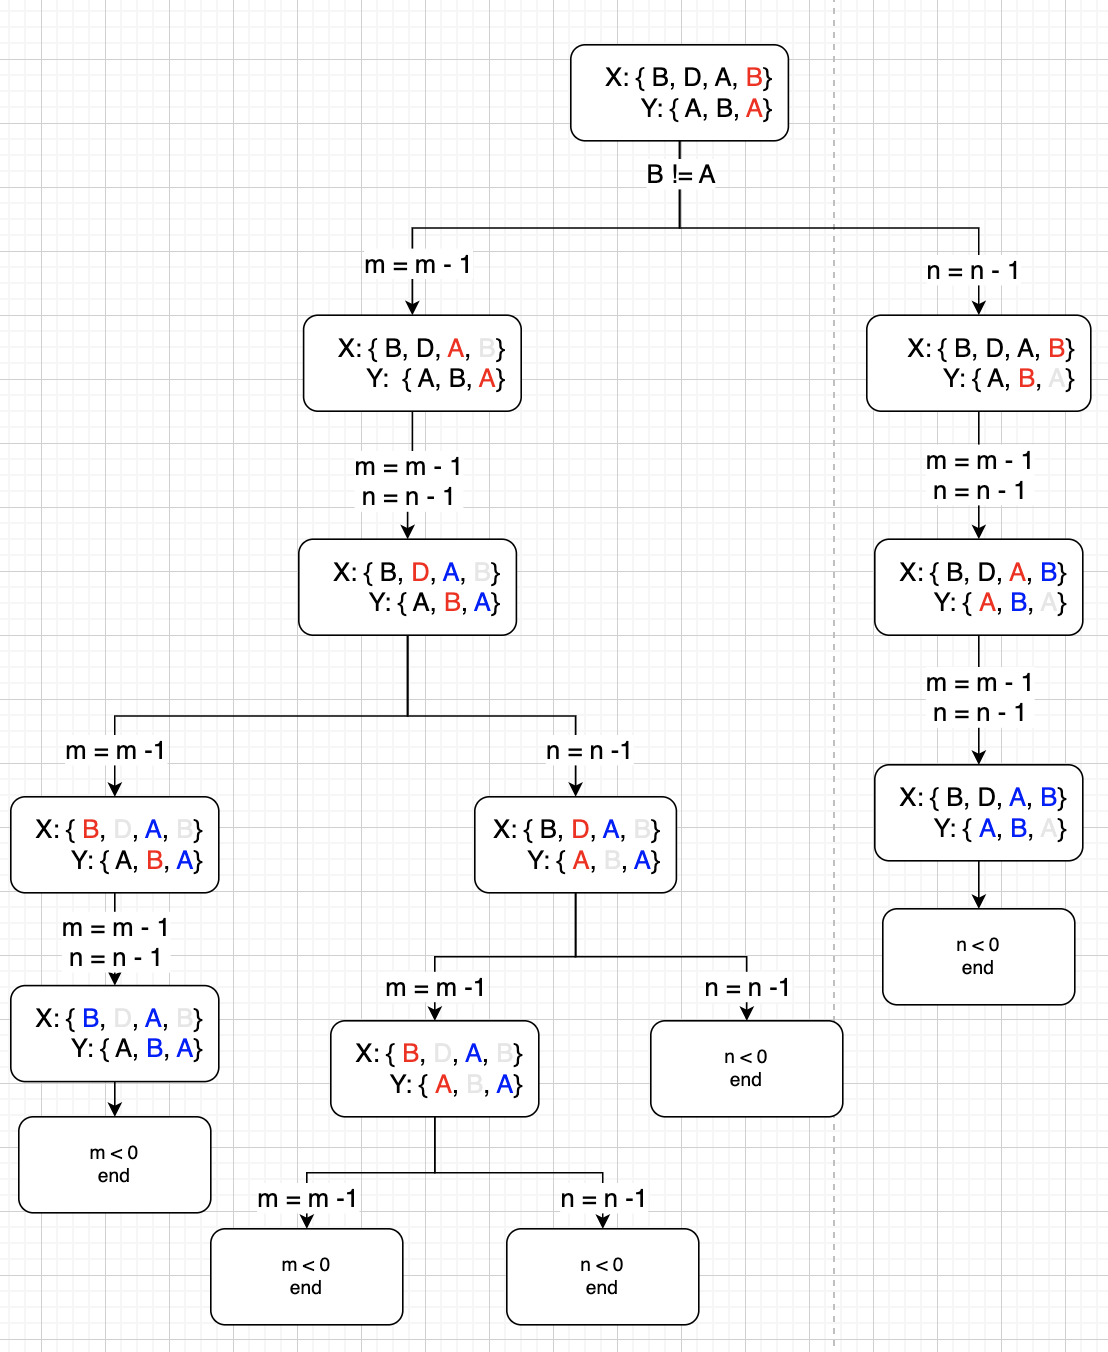 X: { B, D, A, B}
Y: { A, B, A}
B != A
m = m - 1
n = n - 1
X: { B, D, A, B}
Y:  { A, B, A}
X: { B, D, A, B}
Y: { A, B, A}
m = m - 1
n = n - 1
m = m - 1
n = n - 1
X: { B, D, A, B}
Y: { A, B, A}
X: { B, D, A, B}
Y: { A, B, A}
m = m - 1
n = n - 1
m = m -1
n = n -1
X: { B, D, A, B}
Y: { A, B, A}
X: { B, D, A, B}
Y: { A, B, A}
X: { B, D, A, B}
Y: { A, B, A}
m = m - 1
n = n - 1
n < 0
end
m = m -1
n = n -1
X: { B, D, A, B}
Y: { A, B, A}
X: { B, D, A, B}
Y: { A, B, A}
n < 0
end
m < 0
end
m = m -1
n = n -1
m < 0
end
n < 0
end